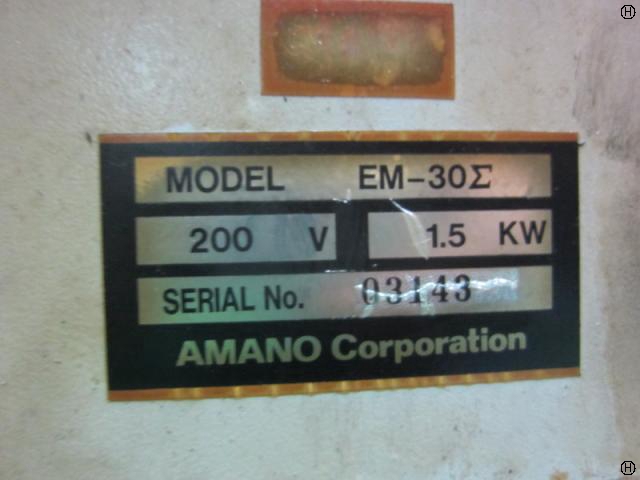 MODEL EM-30Σ
200 V 1.5 KW
SERIAL No. 03143
AMANO Corporation
H
H